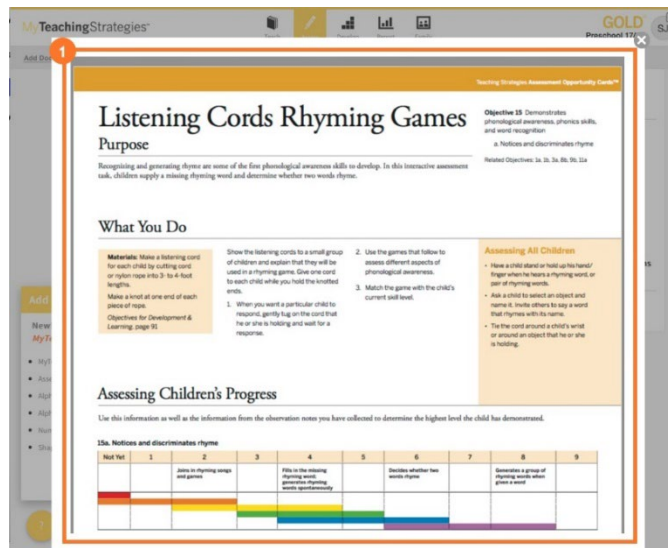 MyTeachingStrategies™
GOLD
Preschool 17/
SJ
Add Do
1
Teaching Strategies Assessment Opportunity Cards™
Listening Cords Rhyming Games
Purpose
Recognizing and generating rhyme are some of the first phonological awareness skills to develop. In this interactive assessment
task, children supply a missing rhyming word and determine whether two words rhyme.
Objective 15 Demonstrates
phonological awareness, phonics skills,
and word recognition
a. Notices and discriminates rhyme
Related Objectives: 1a, 1b, 3a, 8b, 9b, 11a
What You Do
Materials: Make a listening cord
for each child by cutting cord
or nylon rope into 3- to 4-foot
lengths.
Make a knot at one end of each
piece of rope.
Objectives for Development &
Learning, page 91
Show the listening cords to a small group
of children and explain that they will be
used in a rhyming game. Give one cord
to each child while you hold the knotted
ends.
1. When you want a particular child to
respond, gently tug on the cord that
he or she is holding and wait for a
response.
2. Use the games that follow to
assess different aspects of
phonological awareness.
3. Match the game with the child's
current skill level.
Assessing All Children
• Have a child stand or hold up his hand/
finger when he hears a rhyming word, or
pair of rhyming words.
• Ask a child to select an object and
name it. Invite others to say a word
that rhymes with its name.
• Tie the cord around a child's wrist
or around an object that he or she
is holding.
Add
New
MyTe
• MyT
• Asse
• Alph
• Alph
• Num
• Sha
?
Assessing Children's Progress
Use this information as well as the information from the observation notes you have collected to determine the highest level the child has demonstrated.
15a. Notices and discriminates rhyme
Not Yet 1 2 3 4 5 6 7 8 9
Joins in rhyming songs
and games
Fills in the missing
rhyming word;
generates rhyming
words spontaneously
Decides whether two
words rhyme
Generates a group of
rhyming words when
given a word